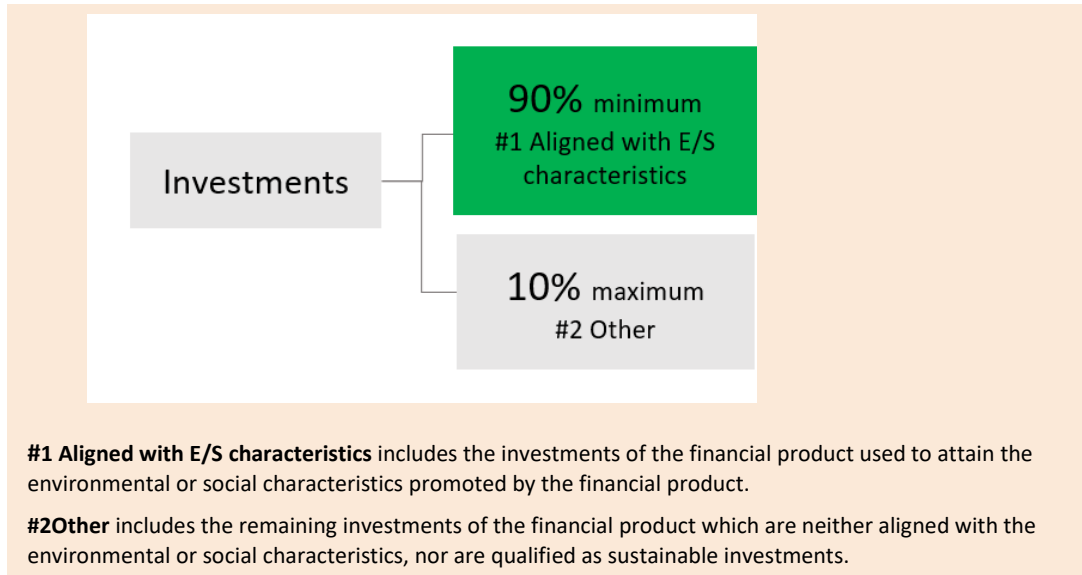 Investments
90% minimum
#1 Aligned with E/S
characteristics
10% maximum
#2 Other
#1 Aligned with E/S characteristics includes the investments of the financial product used to attain the
environmental or social characteristics promoted by the financial product.
#2Other includes the remaining investments of the financial product which are neither aligned with the
environmental or social characteristics, nor are qualified as sustainable investments.